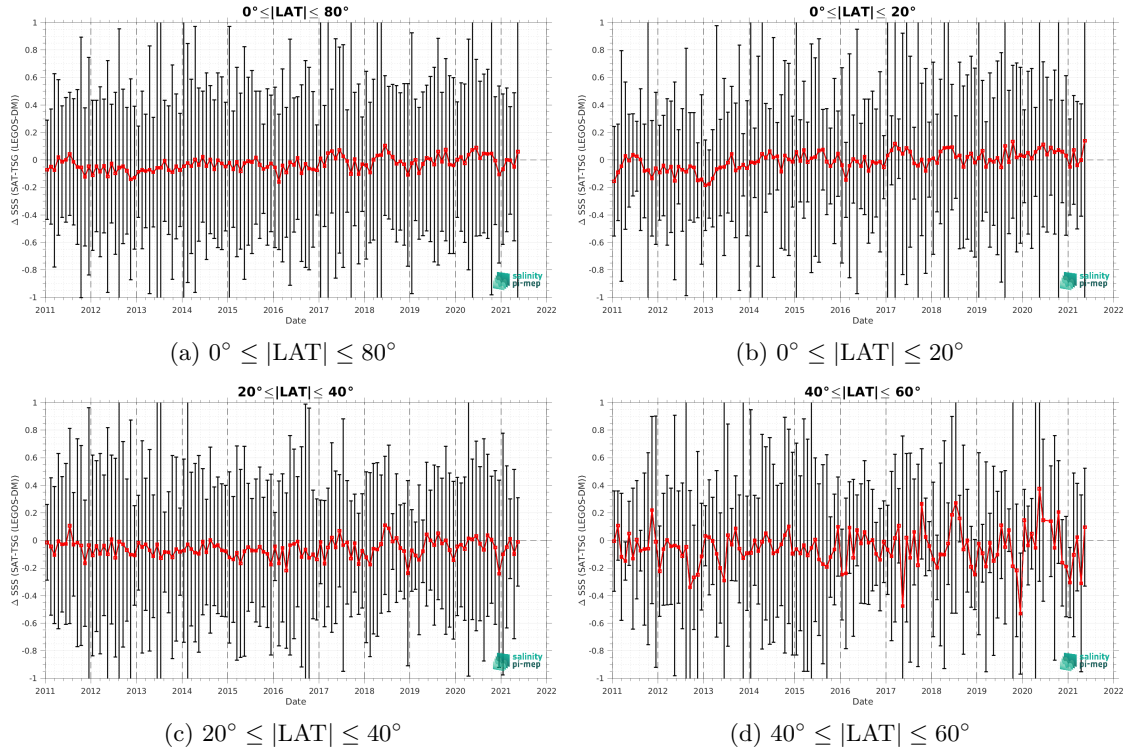 0°≤|LAT|≤ 80°
Δ SSS (SAT-TSG (LEGOS-DM))
1
0.8
0.6
0.4
0.2
0
-0.2
-0.4
-0.6
-0.8
-1
2011 2012 2013 2014 2015 2016 2017 2018 2019 2020 2021 2022
Date
salinity
pi-mep
(a) 0° ≤ |LAT| ≤ 80°
0°≤|LAT|≤ 20°
Δ SSS (SAT-TSG (LEGOS-DM))
1
0.8
0.6
0.4
0.2
0
-0.2
-0.4
-0.6
-0.8
-1
2011 2012 2013 2014 2015 2016 2017 2018 2019 2020 2021 2022
Date
salinity
pi-mep
(b) 0° ≤ |LAT| ≤ 20°
20°≤|LAT|≤ 40°
Δ SSS (SAT-TSG (LEGOS-DM))
1
0.8
0.6
0.4
0.2
0
-0.2
-0.4
-0.6
-0.8
-1
2011 2012 2013 2014 2015 2016 2017 2018 2019 2020 2021 2022
Date
salinity
pi-mep
(c) 20° ≤ |LAT| ≤ 40°
40°≤|LAT|≤ 60°
Δ SSS (SAT-TSG (LEGOS-DM))
1
0.8
0.6
0.4
0.2
0
-0.2
-0.4
-0.6
-0.8
-1
2011 2012 2013 2014 2015 2016 2017 2018 2019 2020 2021 2022
Date
salinity
pi-mep
(d) 40° ≤ |LAT| ≤ 60°